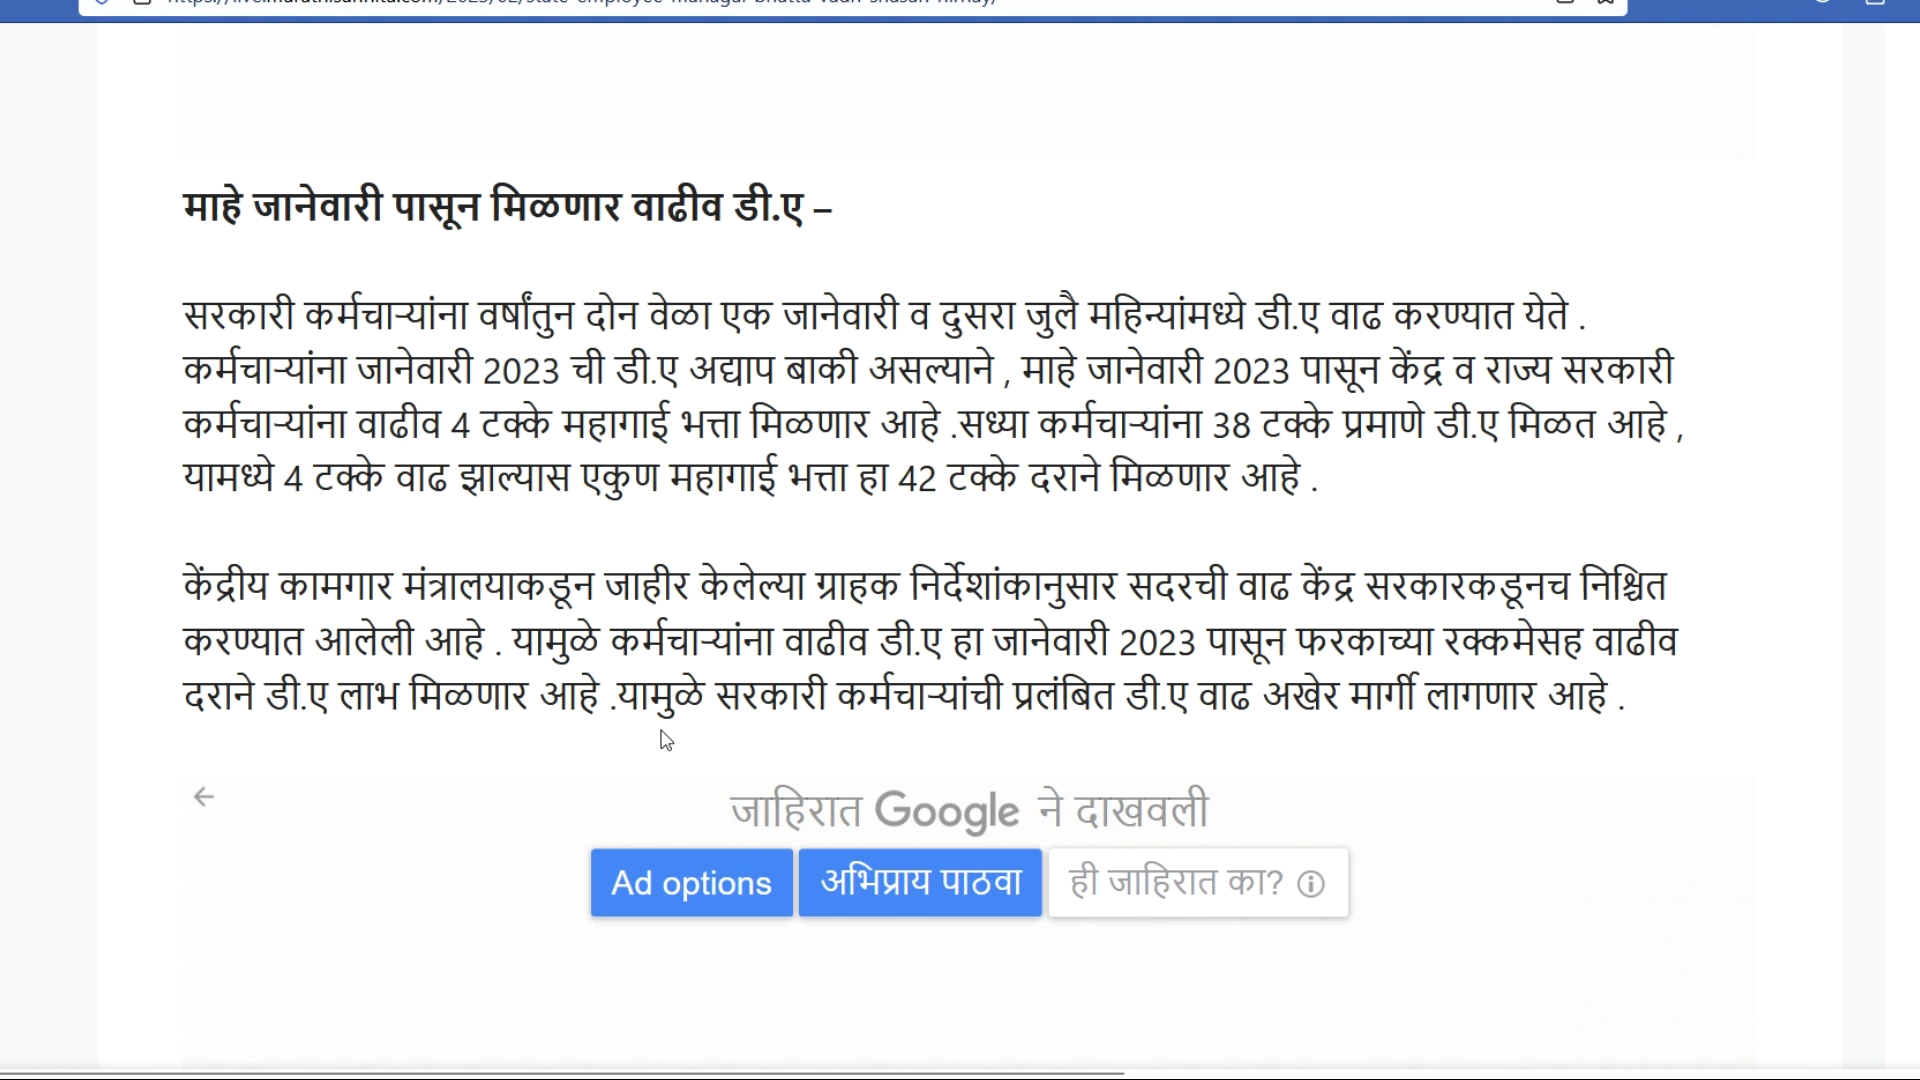 माहे जानेवारी पासून मिळणार वाढीव डी.ए –
सरकारी कर्मचाऱ्यांना वर्षांतुन दोन वेळा एक जानेवारी व दुसरा जुलै महिन्यांमध्ये डी.ए वाढ करण्यात येते .
कर्मचाऱ्यांना जानेवारी 2023 ची डी.ए अद्याप बाकी असल्याने , माहे जानेवारी 2023 पासून केंद्र व राज्य सरकारी
कर्मचाऱ्यांना वाढीव 4 टक्के महागाई भत्ता मिळणार आहे .सध्या कर्मचाऱ्यांना 38 टक्के प्रमाणे डी.ए मिळत आहे ,
यामध्ये 4 टक्के वाढ झाल्यास एकुण महागाई भत्ता हा 42 टक्के दराने मिळणार आहे .
केंद्रीय कामगार मंत्रालयाकडून जाहीर केलेल्या ग्राहक निर्देशांकानुसार सदरची वाढ केंद्र सरकारकडूनच निश्चित
करण्यात आलेली आहे . यामुळे कर्मचाऱ्यांना वाढीव डी.ए हा जानेवारी 2023 पासून फरकाच्या रक्कमेसह वाढीव
दराने डी.ए लाभ मिळणार आहे .यामुळे सरकारी कर्मचाऱ्यांची प्रलंबित डी.ए वाढ अखेर मार्गी लागणार आहे .
जाहिरात Google ने दाखवली
Ad options अभिप्राय पाठवा ही जाहिरात का?